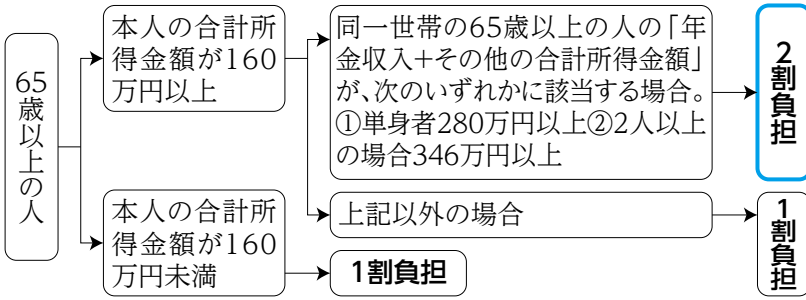 65歳以上の人
本人の合計所
得金額が160
万円以上
同一世帯の65歳以上の人の「年
金収入+その他の合計所得金額」
が、次のいずれかに該当する場合。
①単身者280万円以上②2人以上
の場合346万円以上
2割負担
上記以外の場合
1割負担
本人の合計所
得金額が160
万円未満
1割負担